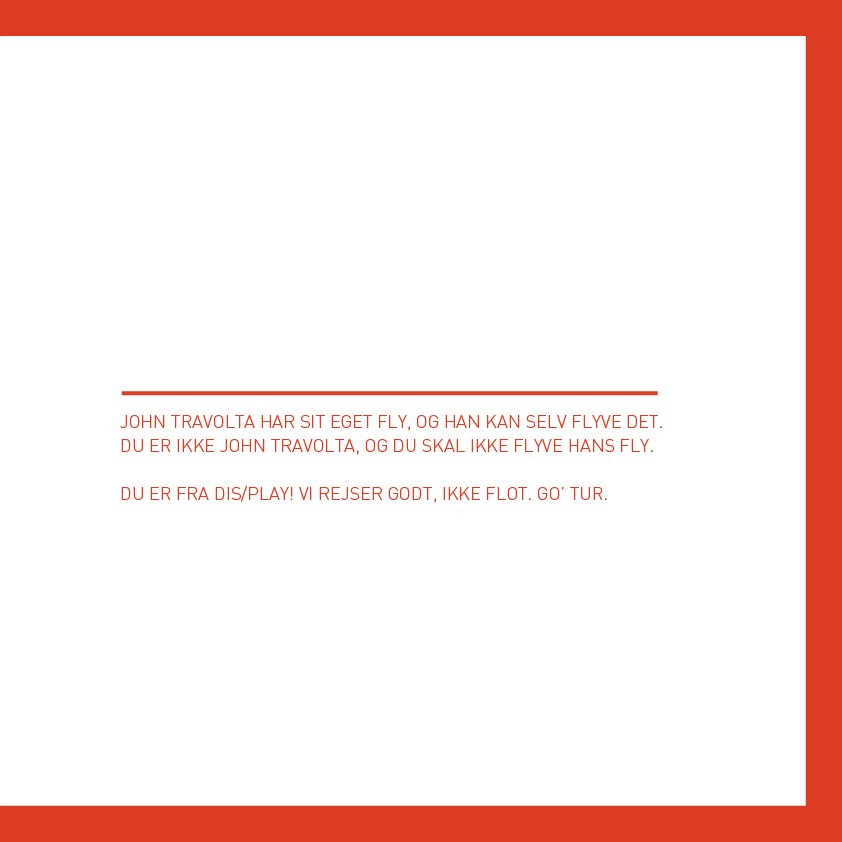 JOHN TRAVOLTA HAR SIT EGET FLY, OG HAN KAN SELV FLYVE DET.
DU ER IKKE JOHN TRAVOLTA, OG DU SKAL IKKE FLYVE HANS FLY.
DU ER FRA DIS/PLAY! VI REJSER GODT, IKKE FLOT. GO’ TUR.